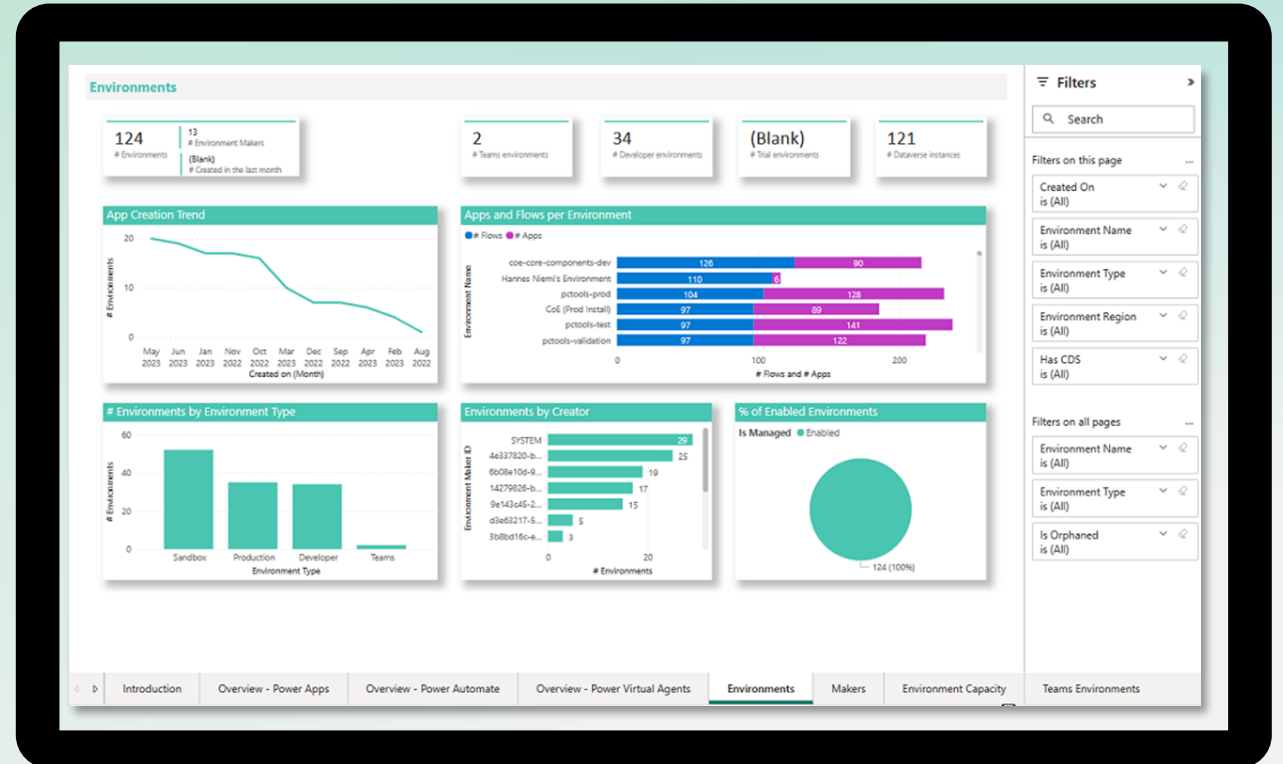 Environments
124
# Environments
13
# Environment Makers
(Blank)
# Created in the last month
2
# Teams environments
34
# Developer environments
(Blank)
# Trial environments
121
# Dataverse instances
App Creation Trend
# Environments
20
10
0
May 2023
Jun 2023
Jan 2023
Nov 2022
Oct 2022
Mar 2023
Dec 2022
Sep 2022
Apr 2023
Feb 2023
Aug 2022
Created on (Month)
Apps and Flows per Environment
# Flows # Apps
Environment Name
coe-core-components-dev 126 90
Hannes Niemi's Environment 110 6
pctools-prod 104 128
CoE (Prod Install) 97 89
pctools-test 97 141
pctools-validation 97 122
0 100 200
# Flows and # Apps
# Environments by Environment Type
# Environments
60
40
20
0
Sandbox Production Developer Teams
Environment Type
Environments by Creator
Environment Maker ID
SYSTEM 29
4e337820-b... 25
6b08e10d-9... 19
14279826-b... 17
9e143c45-2... 15
d3e63217-5... 5
3b8bd16c-e... 3
0 20
# Environments
% of Enabled Environments
Is Managed Enabled
124 (100%)
Filters
Search
Filters on this page ...
Created On
is (All)
Environment Name
is (All)
Environment Type
is (All)
Environment Region
is (All)
Has CDS
is (All)
Filters on all pages ...
Environment Name
is (All)
Environment Type
is (All)
Is Orphaned
is (All)
Introduction
Overview - Power Apps
Overview - Power Automate
Overview - Power Virtual Agents
Environments
Makers
Environment Capacity
Teams Environments